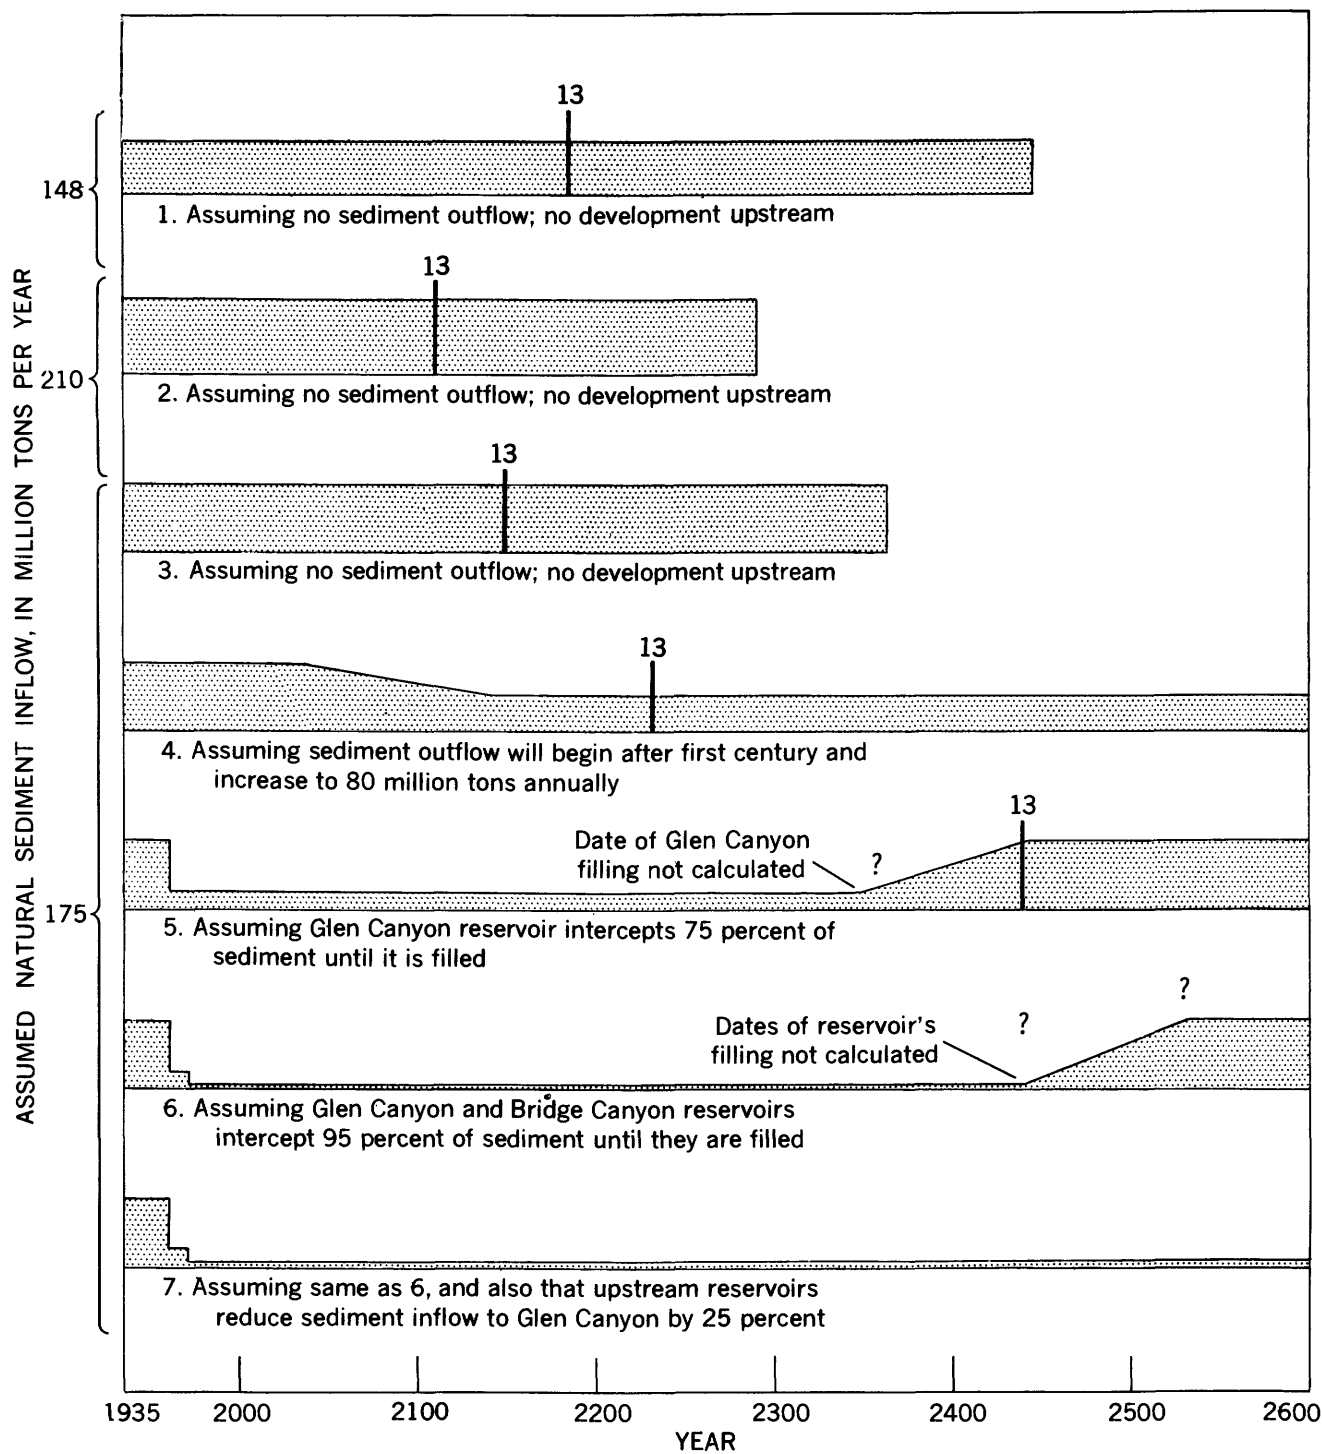 13
148
1. Assuming no sediment outflow; no development upstream
13
210
2. Assuming no sediment outflow; no development upstream
13
3. Assuming no sediment outflow; no development upstream
13
4. Assuming sediment outflow will begin after first century and
increase to 80 million tons annually
13
Date of Glen Canyon
filling not calculated
?
175
5. Assuming Glen Canyon reservoir intercepts 75 percent of
sediment until it is filled
?
Dates of reservoir's
filling not calculated
?
6. Assuming Glen Canyon and Bridge Canyon reservoirs
intercept 95 percent of sediment until they are filled
7. Assuming same as 6, and also that upstream reservoirs
reduce sediment inflow to Glen Canyon by 25 percent
1935 2000 2100 2200 2300 2400 2500 2600
YEAR
ASSUMED NATURAL SEDIMENT INFLOW, IN MILLION TONS PER YEAR